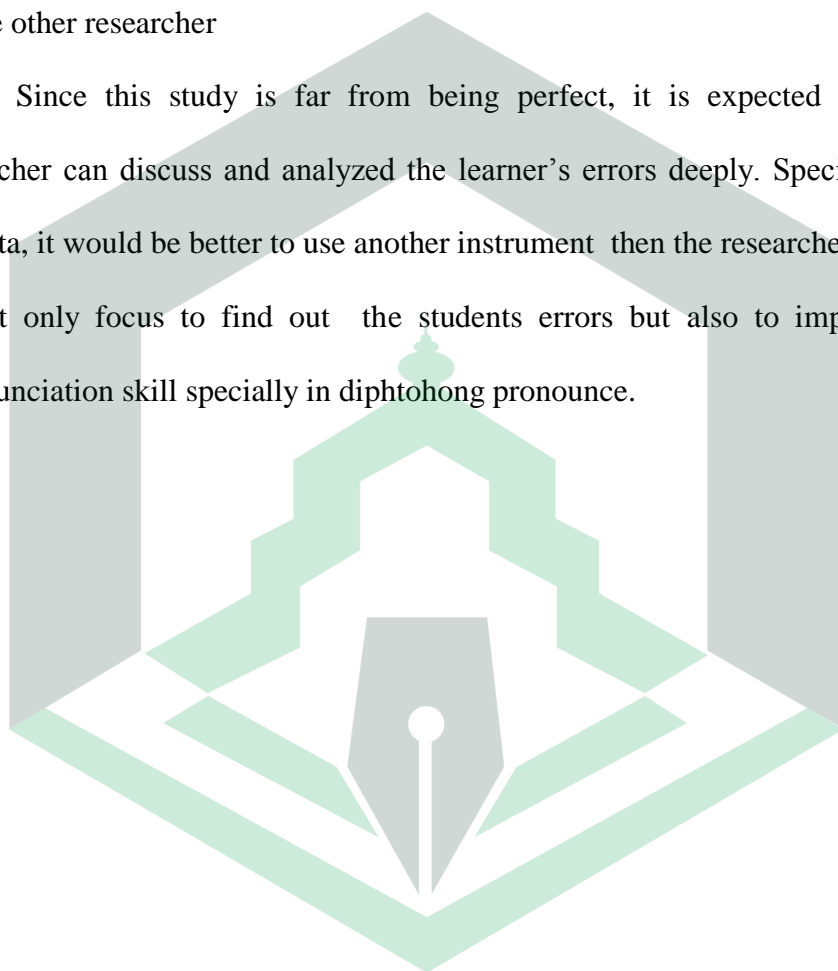 e other researcher
Since this study is far from being perfect, it is expected
cher can discuss and analyzed the learner's errors deeply. Speci
ta, it would be better to use another instrument then the researche
t only focus to find out the students errors but also to imp
unciation skill specially in diphtohong pronounce.